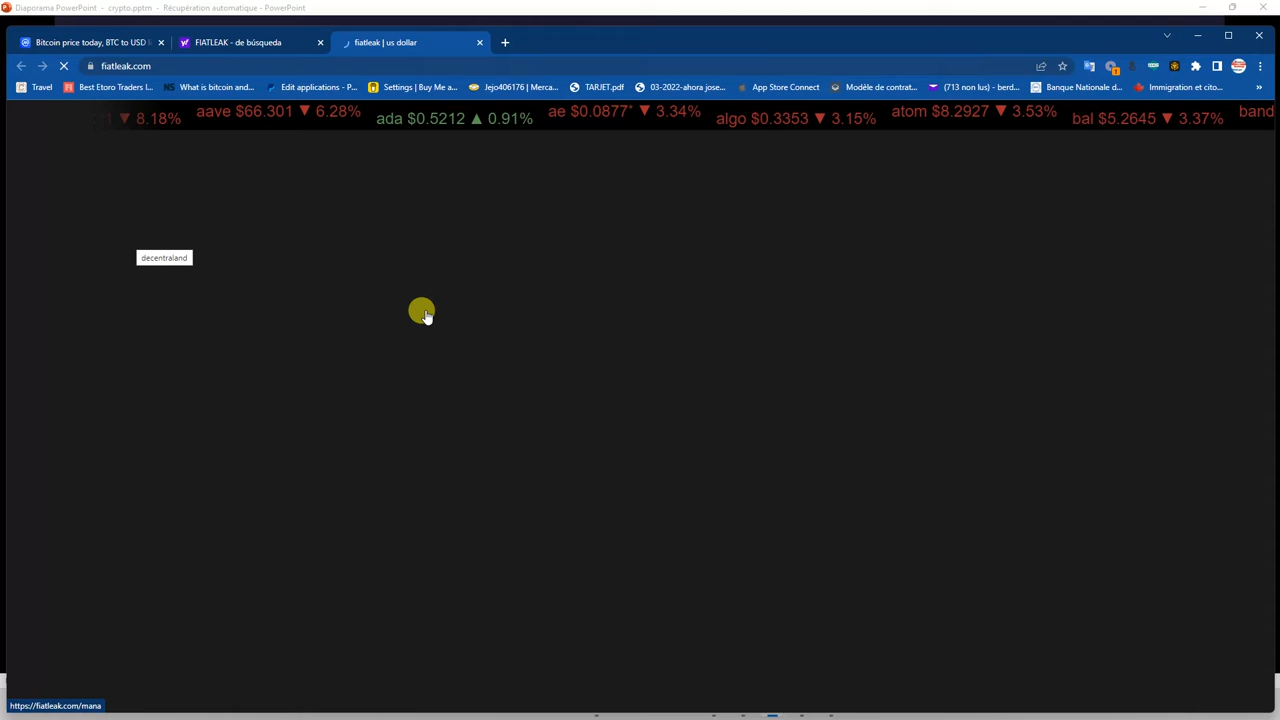 Diaporama PowerPoint - crypto.pptm - Récupération automatique - PowerPoint
Bitcoin price today, BTC to USD
FIATLEAK - de búsqueda
fiatleak | us dollar
fiatleak.com
Travel
Best Etoro Traders I...
What is bitcoin and...
Edit applications - P...
Settings | Buy Me a...
Jejo406176 | Merca...
TARJET.pdf
03-2022-ahora jose...
App Store Connect
Modèle de contrat...
(713 non lus) - berd...
Banque Nationale d...
Immigration et cito...
»
▼ 8.18% aave $66.301 ▼ 6.28% ada $0.5212 ▲ 0.91% ae $0.0877* ▼ 3.34% algo $0.3353 ▼ 3.15% atom $8.2927 ▼ 3.53% bal $5.2645 ▼ 3.37% band
decentraland
https://fiatleak.com/mana